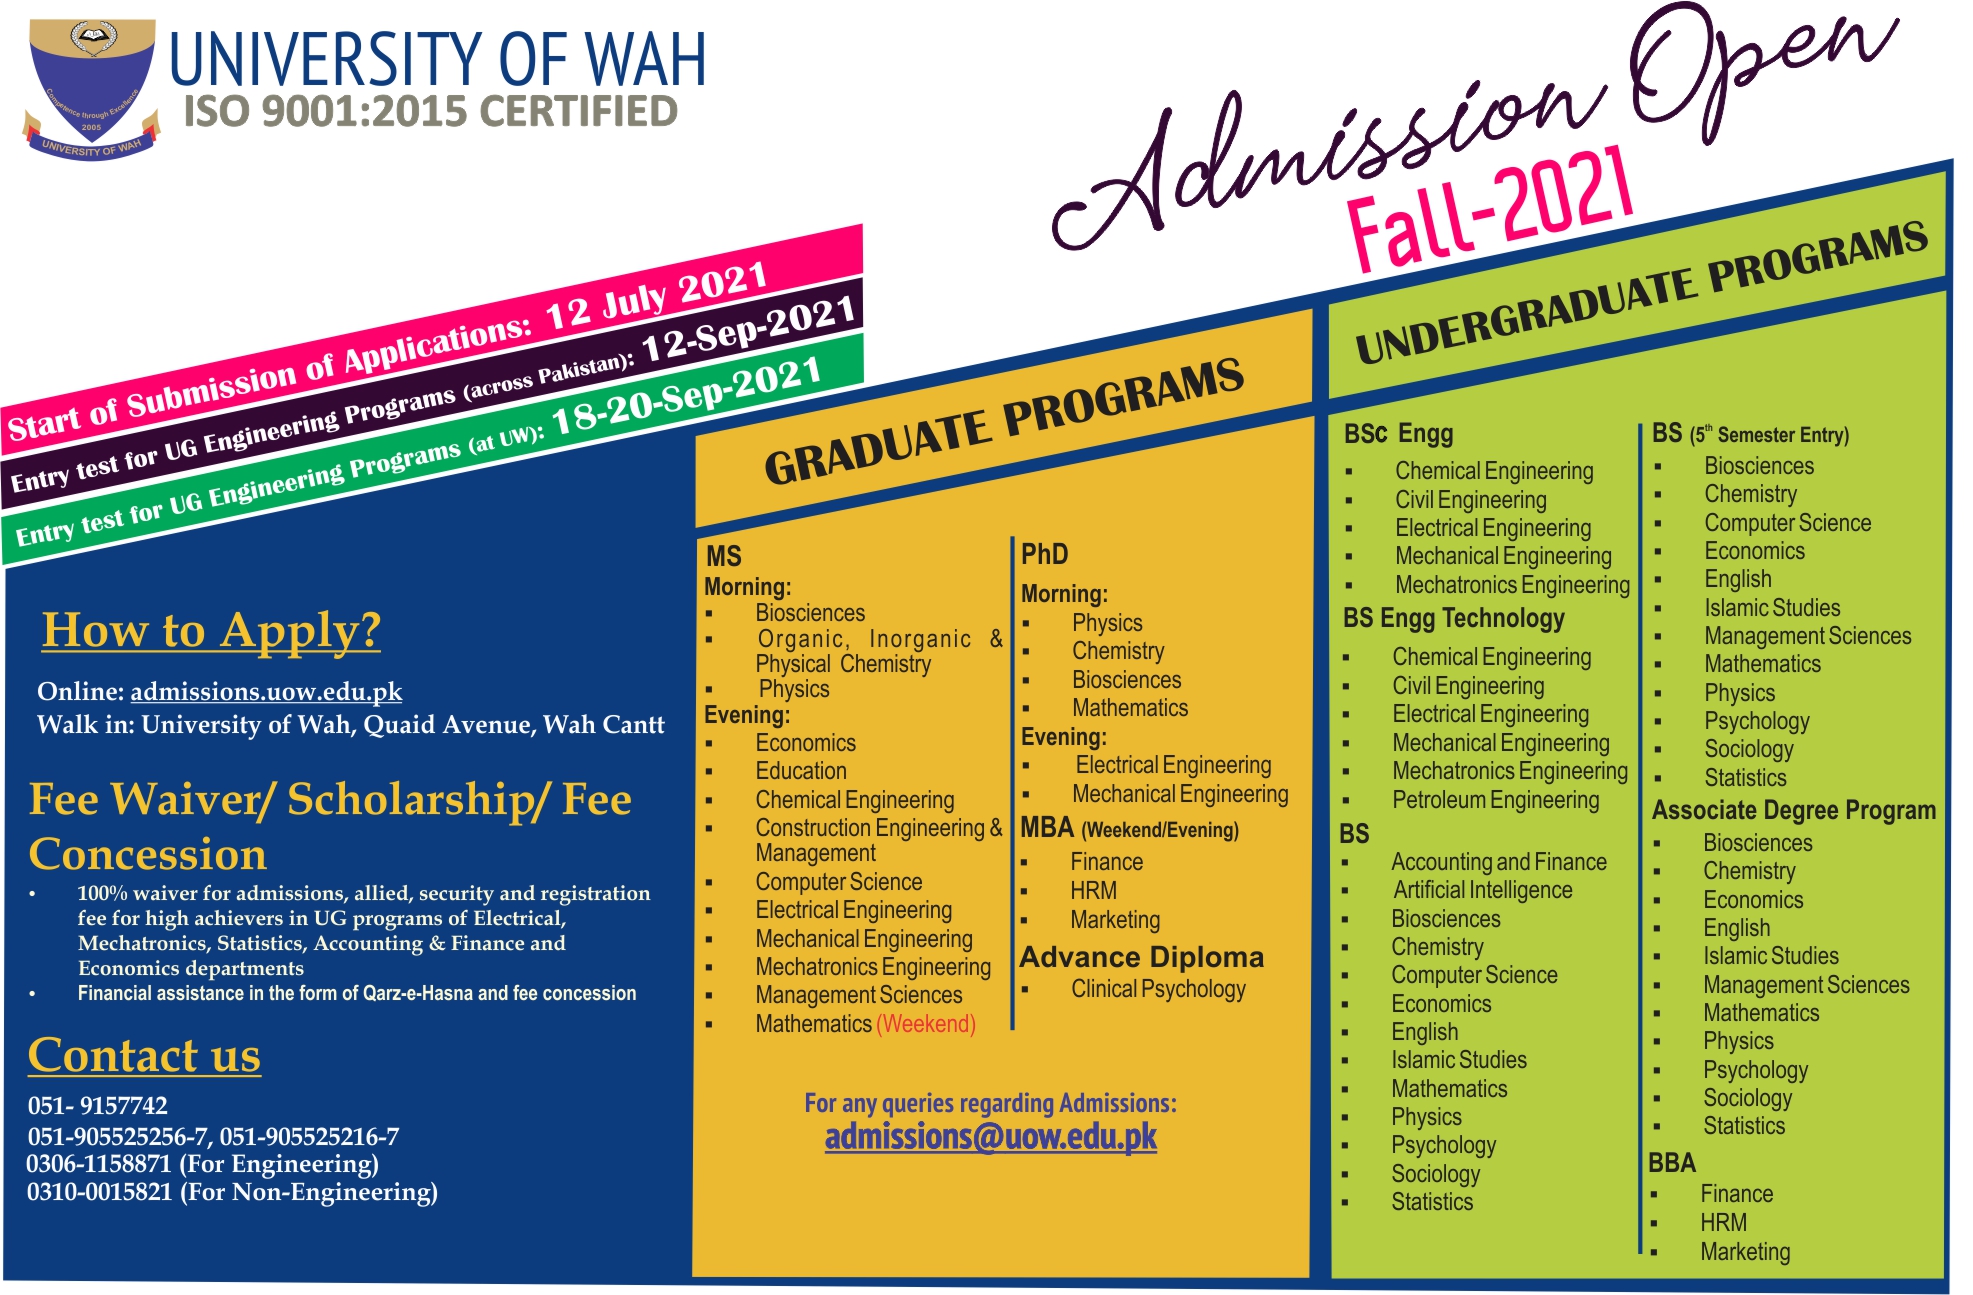 Competence through Excellence
2005
UNIVERSITY OF WAH
UNIVERSITY OF WAH
ISO 9001:2015 CERTIFIED
Admission Open
Fall-2021
Start of Submission of Applications: 12 July 2021
Entry test for UG Engineering Programs (across Pakistan): 12-Sep-2021
Entry test for UG Engineering Programs (at UW): 18-20-Sep-2021
How to Apply?
Online: admissions.uow.edu.pk
Walk in: University of Wah, Quaid Avenue, Wah Cantt
Fee Waiver/ Scholarship/ Fee
Concession
• 100% waiver for admissions, allied, security and registration
fee for high achievers in UG programs of Electrical,
Mechatronics, Statistics, Accounting & Finance and
Economics departments
• Financial assistance in the form of Qarz-e-Hasna and fee concession
Contact us
051- 9157742
051-905525256-7, 051-905525216-7
0306-1158871 (For Engineering)
0310-0015821 (For Non-Engineering)
GRADUATE PROGRAMS
MS
Morning:
▪ Biosciences
▪ Organic, Inorganic &
Physical Chemistry
▪ Physics
Evening:
▪ Economics
▪ Education
▪ Chemical Engineering
▪ Construction Engineering &
Management
▪ Computer Science
▪ Electrical Engineering
▪ Mechanical Engineering
▪ Mechatronics Engineering
▪ Management Sciences
▪ Mathematics (Weekend)
PhD
Morning:
▪ Physics
▪ Chemistry
▪ Biosciences
▪ Mathematics
Evening:
▪ Electrical Engineering
▪ Mechanical Engineering
MBA (Weekend/Evening)
▪ Finance
▪ HRM
▪ Marketing
Advance Diploma
▪ Clinical Psychology
For any queries regarding Admissions:
admissions@uow.edu.pk
UNDERGRADUATE PROGRAMS
BSc Engg
▪ Chemical Engineering
▪ Civil Engineering
▪ Electrical Engineering
▪ Mechanical Engineering
▪ Mechatronics Engineering
BS Engg Technology
▪ Chemical Engineering
▪ Civil Engineering
▪ Electrical Engineering
▪ Mechanical Engineering
▪ Mechatronics Engineering
▪ Petroleum Engineering
BS
▪ Accounting and Finance
▪ Artificial Intelligence
▪ Biosciences
▪ Chemistry
▪ Computer Science
▪ Economics
▪ English
▪ Islamic Studies
▪ Mathematics
▪ Physics
▪ Psychology
▪ Sociology
▪ Statistics
BS (5th Semester Entry)
▪ Biosciences
▪ Chemistry
▪ Computer Science
▪ Economics
▪ English
▪ Islamic Studies
▪ Management Sciences
▪ Mathematics
▪ Physics
▪ Psychology
▪ Sociology
▪ Statistics
Associate Degree Program
▪ Biosciences
▪ Chemistry
▪ Economics
▪ English
▪ Islamic Studies
▪ Management Sciences
▪ Mathematics
▪ Physics
▪ Psychology
▪ Sociology
▪ Statistics
BBA
▪ Finance
▪ HRM
▪ Marketing